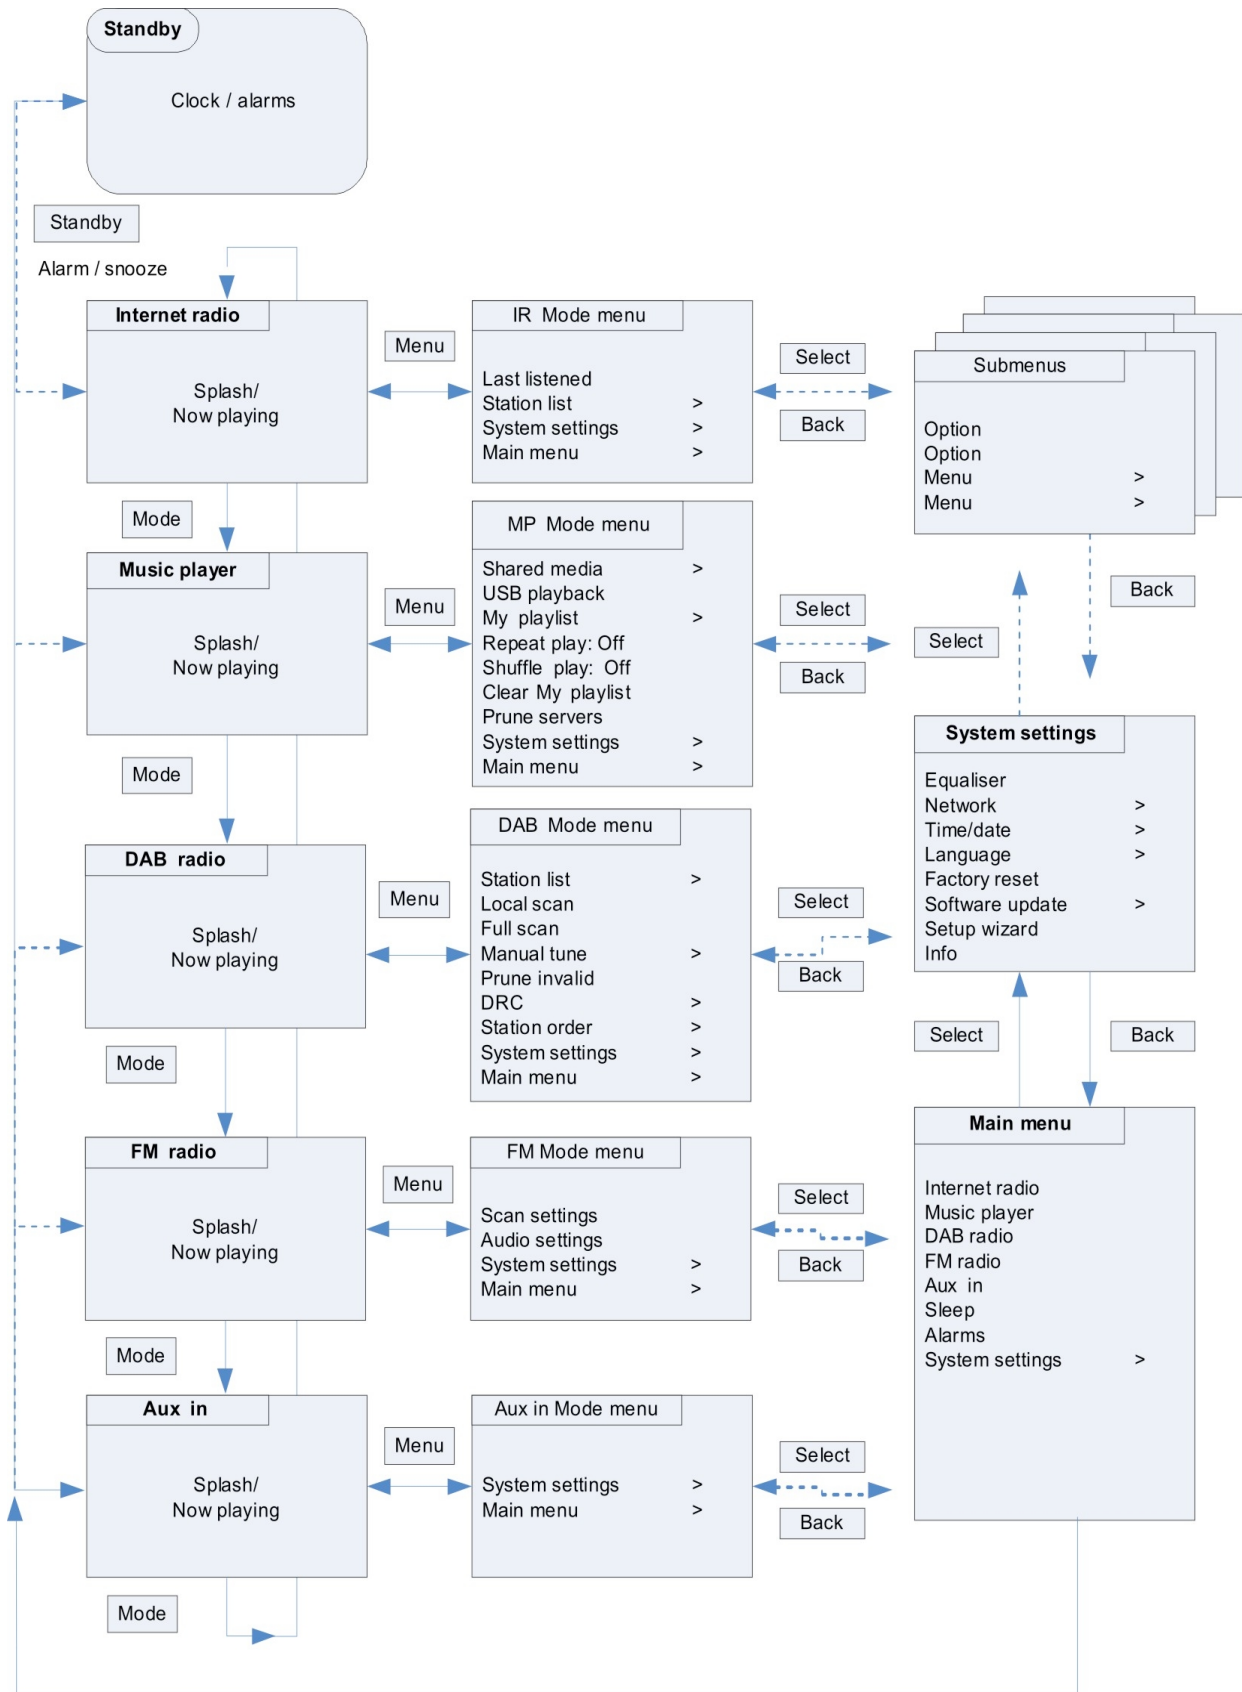 Standby
Clock / alarms
Standby
Alarm / snooze
Internet radio
Splash/
Now playing
Menu
IR Mode menu
Last listened
Station list >
System settings >
Main menu >
Select
Back
Submenus
Option
Option
Menu >
Menu >
Mode
Music player
Splash/
Now playing
Menu
MP Mode menu
Shared media >
USB playback
My playlist >
Repeat play: Off
Shuffle play: Off
Clear My playlist
Prune servers
System settings >
Main menu >
Select
Back
Select
Back
System settings
Equaliser
Network >
Time/date >
Language >
Factory reset
Software update >
Setup wizard
Info
Mode
DAB radio
Splash/
Now playing
Menu
DAB Mode menu
Station list >
Local scan
Full scan
Manual tune >
Prune invalid
DRC >
Station order >
System settings >
Main menu >
Select
Back
Select
Back
Main menu
Internet radio
Music player
DAB radio
FM radio
Aux in
Sleep
Alarms
System settings >
Mode
FM radio
Splash/
Now playing
Menu
FM Mode menu
Scan settings
Audio settings
System settings >
Main menu >
Select
Back
Mode
Aux in
Splash/
Now playing
Menu
Aux in Mode menu
System settings >
Main menu >
Select
Back
Mode